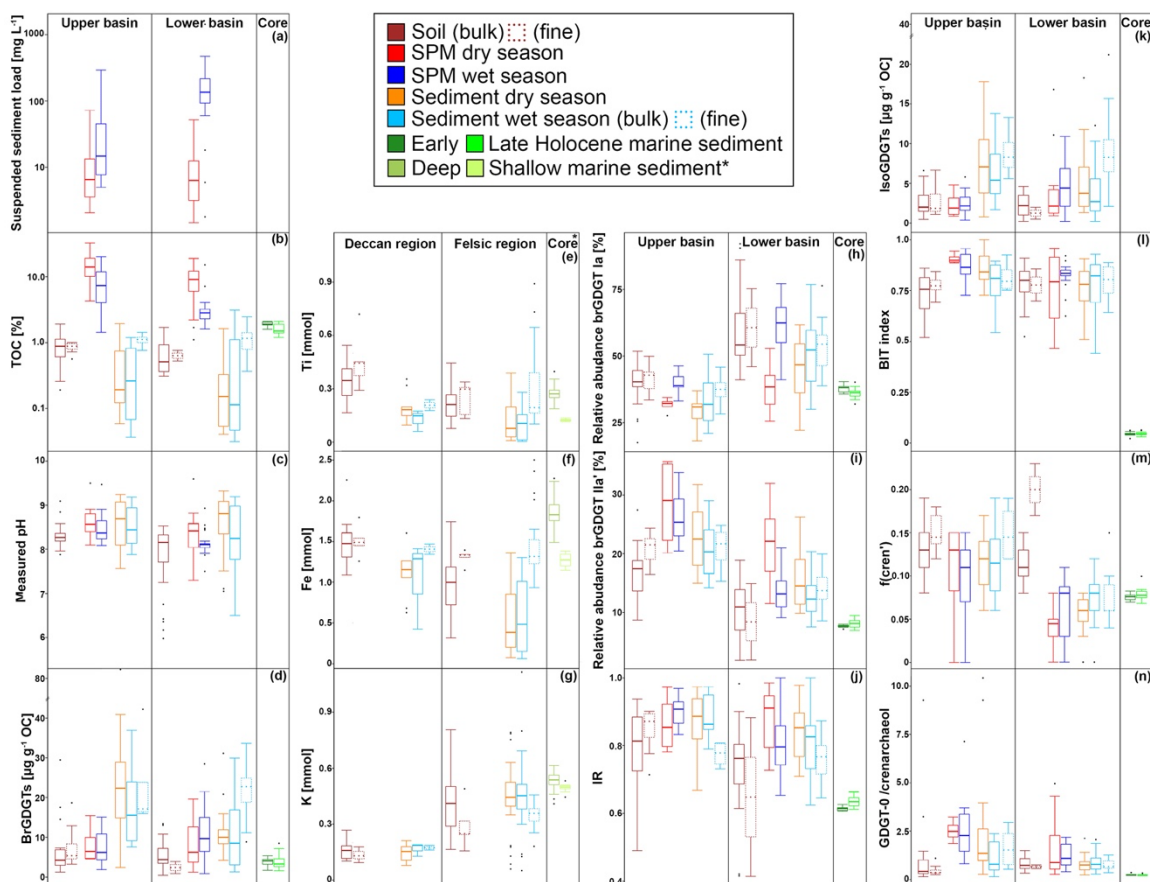 Upper basin Lower basin Core
(a)
Suspended sediment load [mg L-1]
1000
100
10
Soil (bulk) (fine)
SPM dry season
SPM wet season
Sediment dry season
Sediment wet season (bulk) (fine)
Early Late Holocene marine sediment
Deep Shallow marine sediment*
Upper basin Lower basin Core
(k)
IsoGDGTs [µg g-1 OC]
40
20
15
10
5
0
(b)
TOC [%]
10.0
1.0
0.1
Deccan region Felsic region Core*
(e)
Ti [mmol]
0.9
0.6
0.3
0
Upper basin Lower basin Core
(h)
Relative abudance brGDGT Ia [%]
75
50
25
(l)
BIT index
1.0
0.75
0.5
0.25
0
(c)
Measured pH
10
9
8
7
6
(f)
Fe [mmol]
2.5
2.0
1.5
1.0
0.5
0
(i)
Relative abudance brGDGT IIa' [%]
30
20
10
(m)
f(cren')
0.20
0.15
0.10
0.05
0
(d)
BrGDGTs [µg g-1 OC]
80
40
30
20
10
0
(g)
K [mmol]
0.9
0.6
0.3
0
(j)
IR
1.0
0.8
0.6
0.4
(n)
GDGT-0 /crenarchaeol
10.0
7.5
5.0
2.5
0